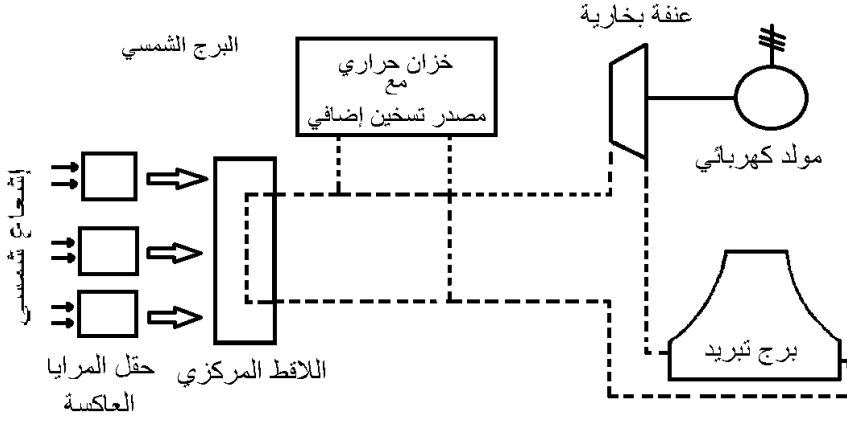 عنفة بخارية
البرج الشمسي
خزان حراري
مع
مصدر تسخين إضافي
مولد كهربائي
إشعاع شمسي
برج تبريد
اللاقط المركزي
حقل المرايا
العاكسة